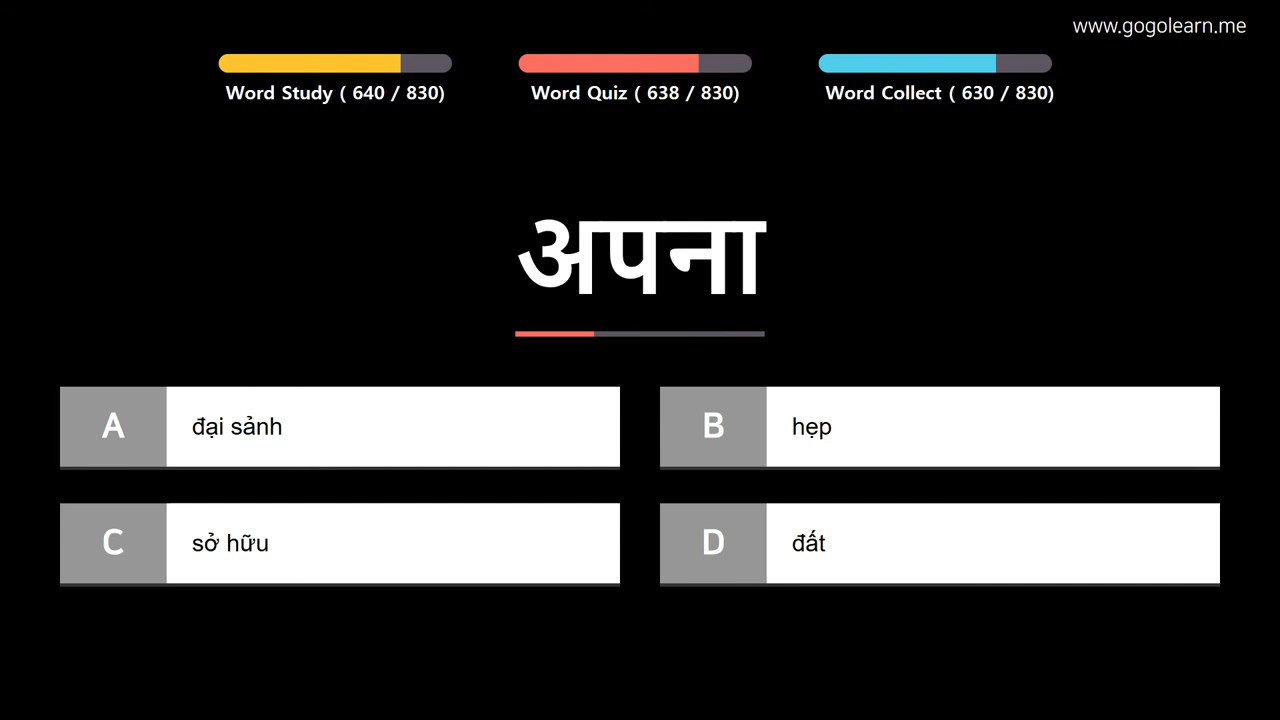 www.gogolearn.me
Word Study ( 640 / 830)
Word Quiz ( 638 / 830)
Word Collect ( 630 / 830)
अपना
A đại sảnh
B hẹp
C sở hữu
D đất